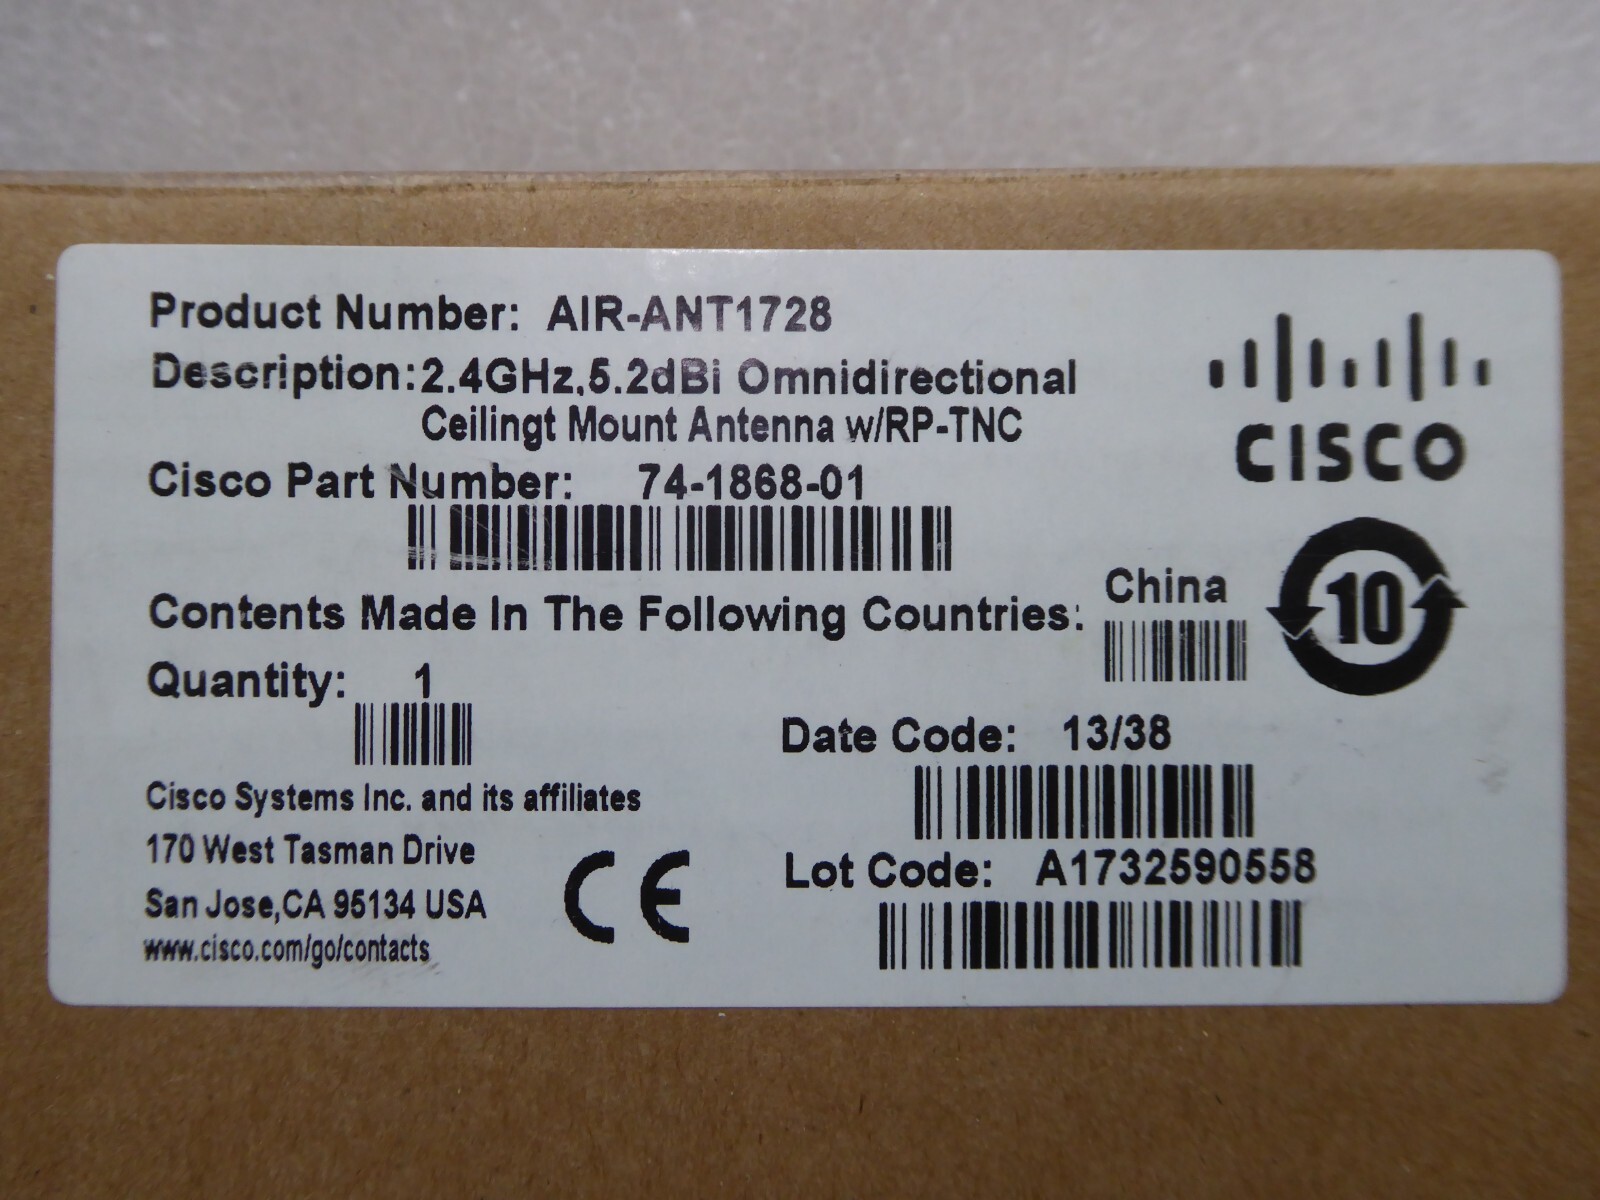 Product Number: AIR-ANT1728
Description:2.4GHz,5.2dBi Omnidirectional
Ceilingt Mount Antenna w/RP-TNC
CISCO
Cisco Part Number: 74-1868-01
Contents Made In The Following Countries: China
10
Quantity: 1
Date Code: 13/38
Cisco Systems Inc. and its affiliates
170 West Tasman Drive
San Jose,CA 95134 USA
www.cisco.com/go/contacts
CE
Lot Code: A1732590558